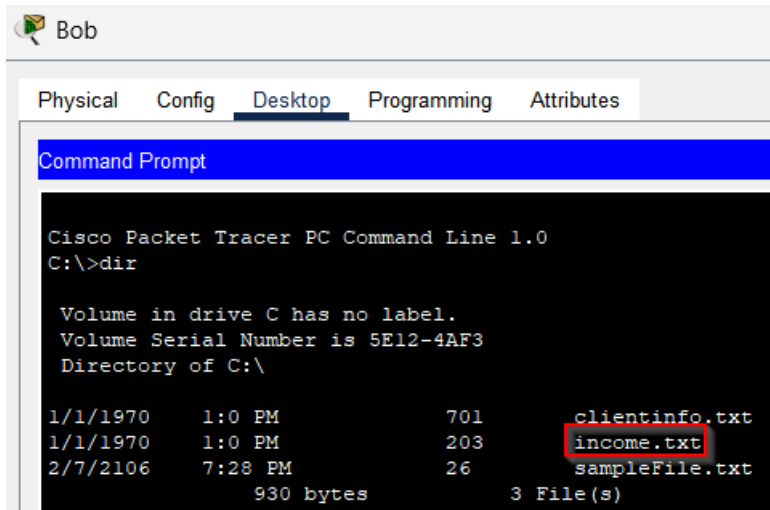 Bob
Physical Config Desktop Programming Attributes
Command Prompt
Cisco Packet Tracer PC Command Line 1.0
C:\>dir
Volume in drive C has no label.
Volume Serial Number is 5E12-4AF3
Directory of C:\
1/1/1970 1:0 PM 701 clientinfo.txt
1/1/1970 1:0 PM 203 income.txt
2/7/2106 7:28 PM 26 sampleFile.txt
930 bytes 3 File(s)